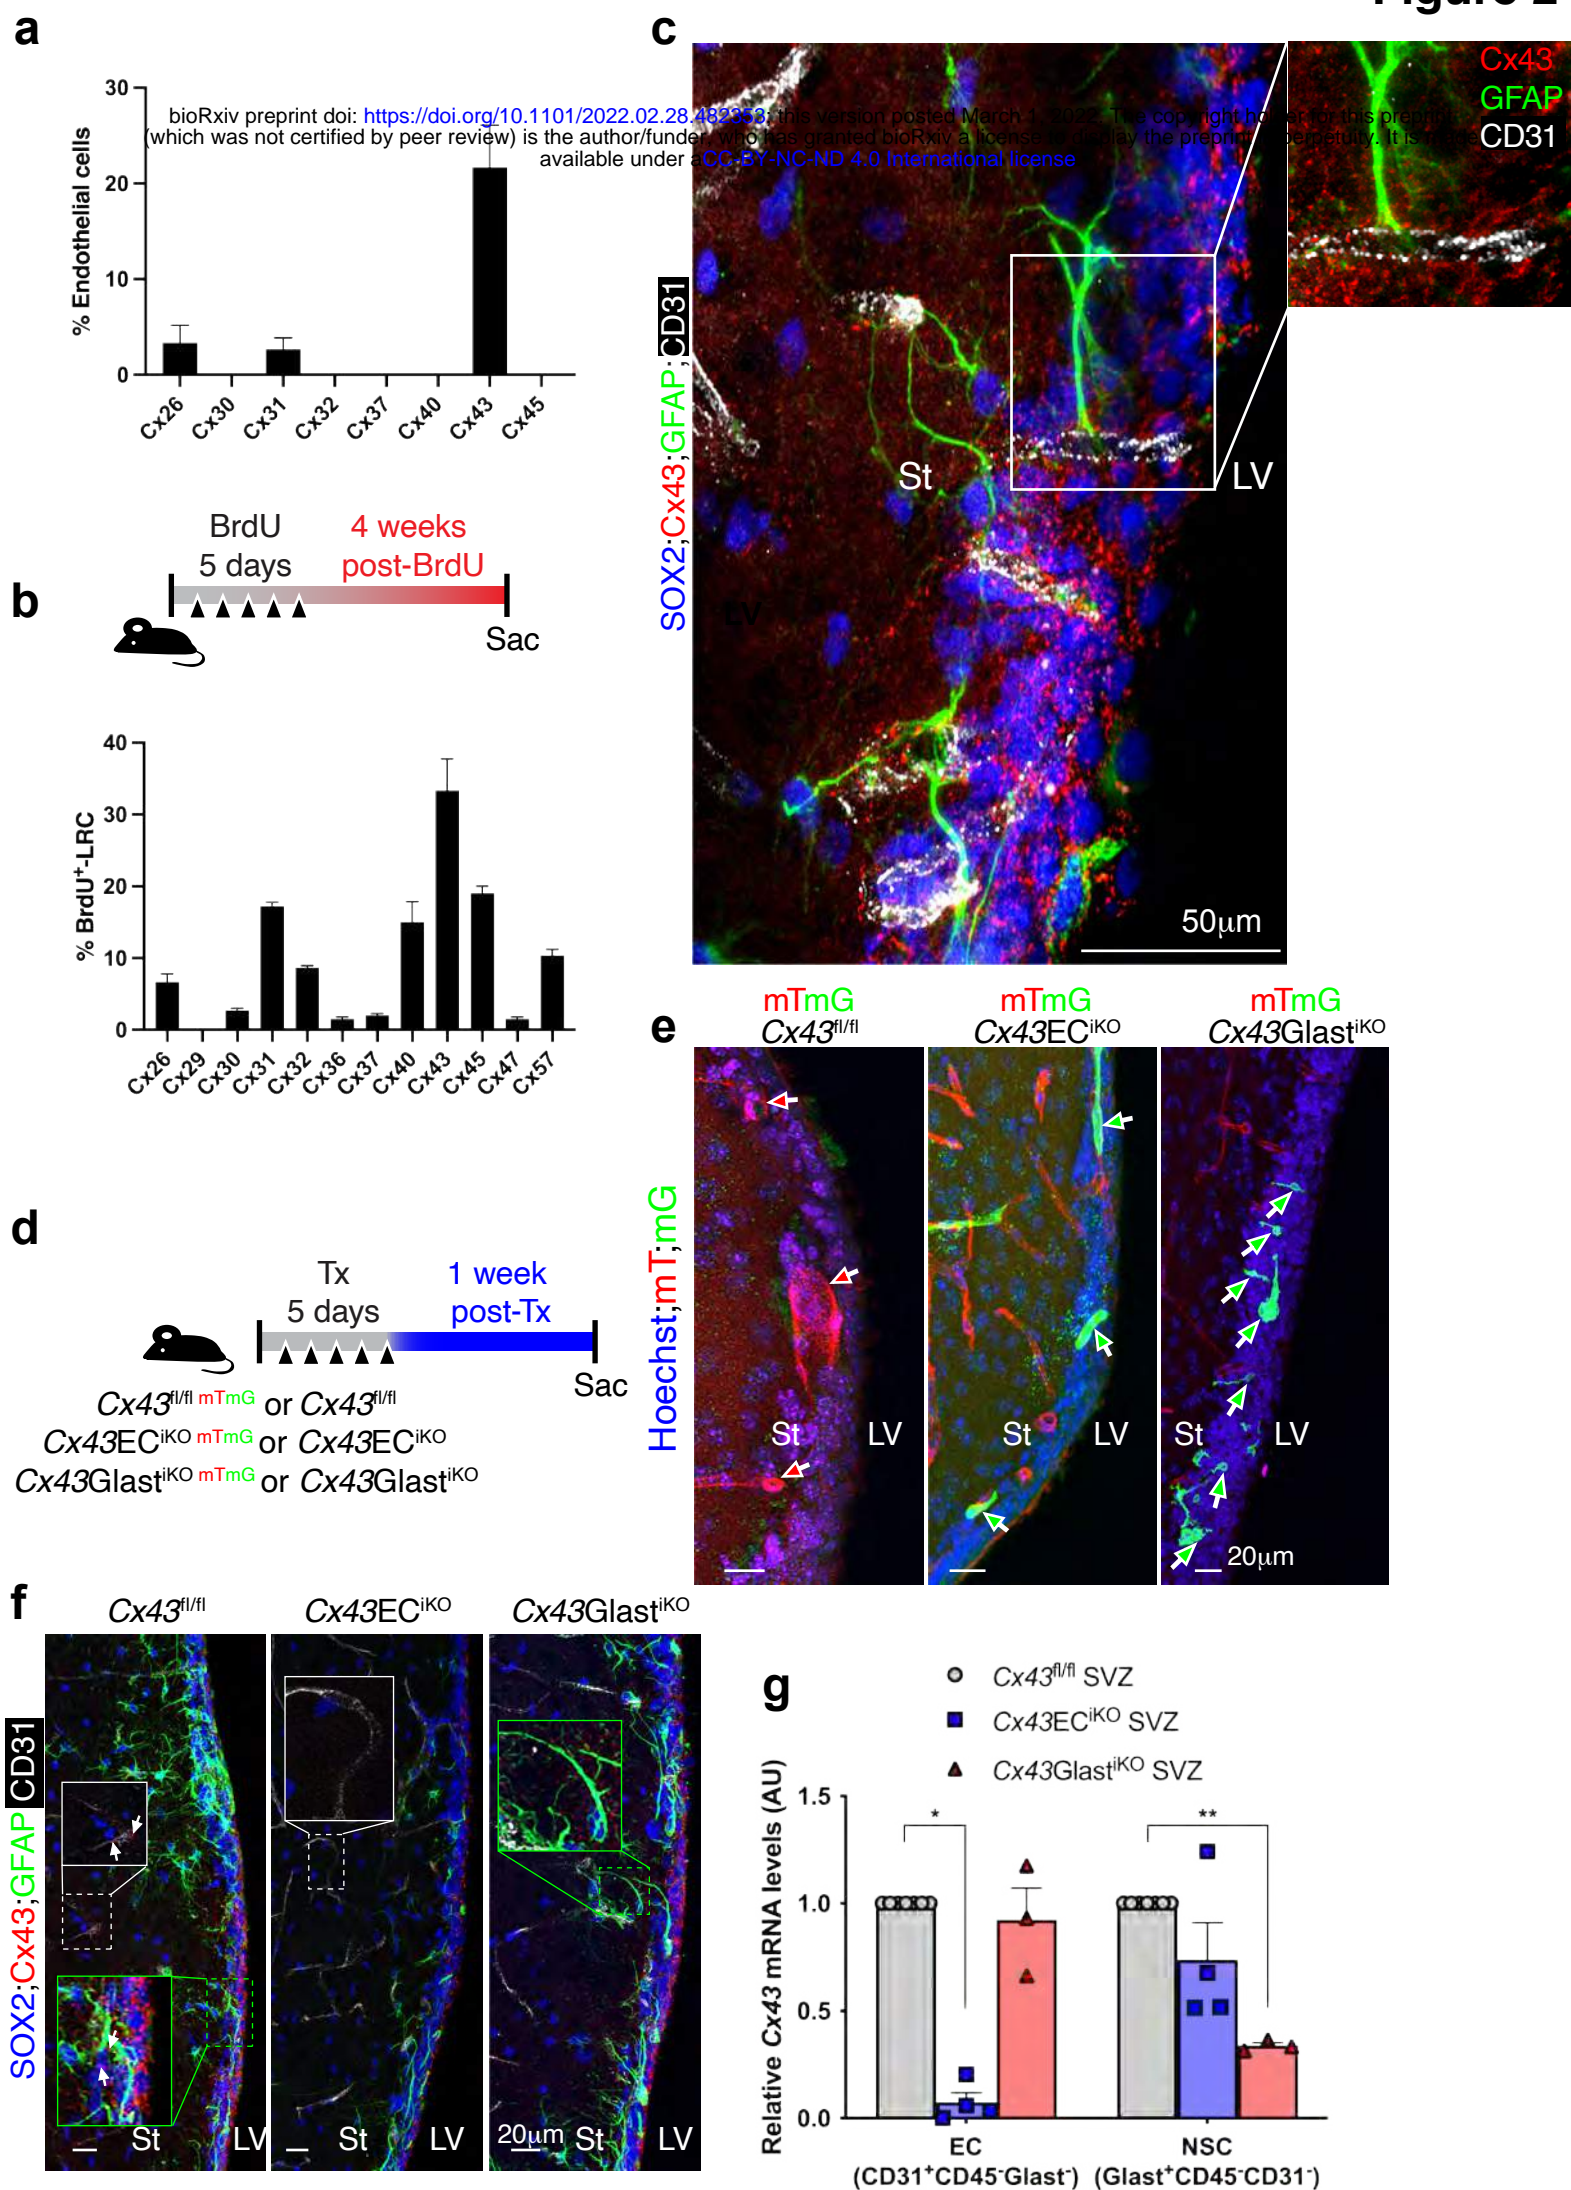 Figure 2
a
30
20
10
0
% Endothelial cells
Cx26
Cx30
Cx31
Cx32
Cx37
Cx40
Cx43
Cx45
bioRxiv preprint doi: https://doi.org/10.1101/2022.02.28.482353; this version posted March 1, 2022. The copyright holder for this preprint
(which was not certified by peer review) is the author/funder, who has granted bioRxiv a license to display the preprint in perpetuity. It is made
available under aCC-BY-NC-ND 4.0 International license
b
BrdU
5 days
4 weeks
post-BrdU
Sac
40
30
20
10
0
% BrdU⁺-LRC
Cx26
Cx29
Cx30
Cx31
Cx32
Cx36
Cx37
Cx40
Cx43
Cx45
Cx47
Cx57
c
SOX2;Cx43;GFAP;CD31
Cx43
GFAP
CD31
St
LV
LV
50µm
d
Tx
5 days
1 week
post-Tx
Sac
Cx43fl/fl mTmG or Cx43fl/fl
Cx43ECiKO mTmG or Cx43ECiKO
Cx43GlastiKO mTmG or Cx43GlastiKO
e
mTmG
Cx43fl/fl
mTmG
Cx43ECiKO
mTmG
Cx43GlastiKO
Hoechst;mT;mG
St
LV
St
LV
St
LV
20µm
f
Cx43fl/fl
Cx43ECiKO
Cx43GlastiKO
SOX2;Cx43;GFAP CD31
St
LV
St
LV
20µm
St
LV
g
Cx43fl/fl SVZ
Cx43ECiKO SVZ
Cx43GlastiKO SVZ
Relative Cx43 mRNA levels (AU)
1.5
1.0
0.5
0.0
*
**
EC
(CD31⁺CD45⁻Glast⁻)
NSC
(Glast⁺CD45⁻CD31⁻)